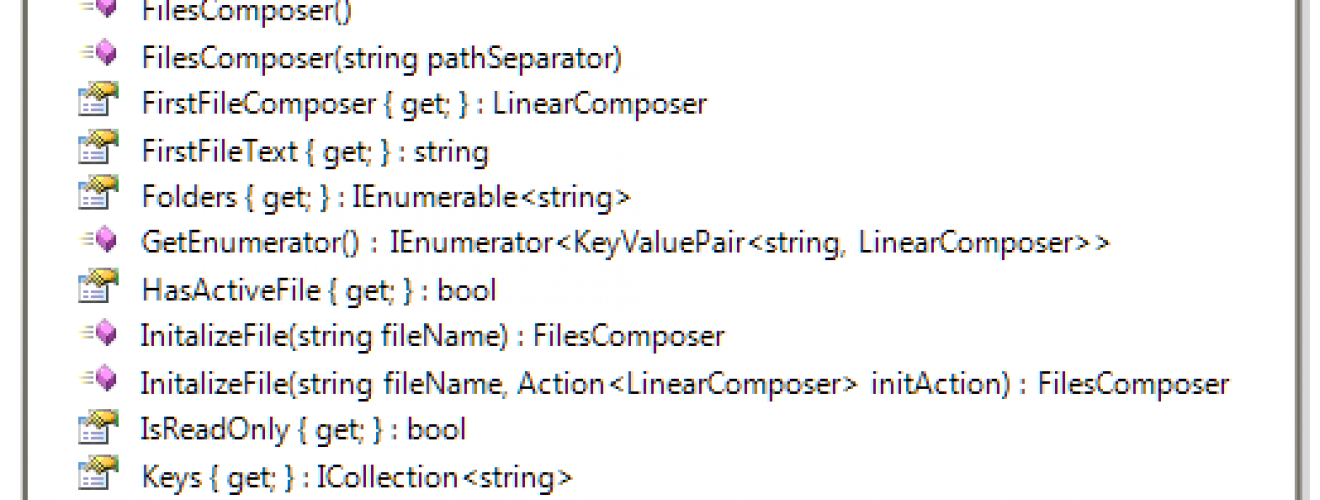 FilesComposer()
FilesComposer(string pathSeparator)
FirstFileComposer { get; } : LinearComposer
FirstFileText { get; } : string
Folders { get; } : IEnumerable<string>
GetEnumerator() : IEnumerator<KeyValuePair<string, LinearComposer>>
HasActiveFile { get; } : bool
InitalizeFile(string fileName) : FilesComposer
InitalizeFile(string fileName, Action<LinearComposer> initAction) : FilesComposer
IsReadOnly { get; } : bool
Keys { get; } : ICollection<string>